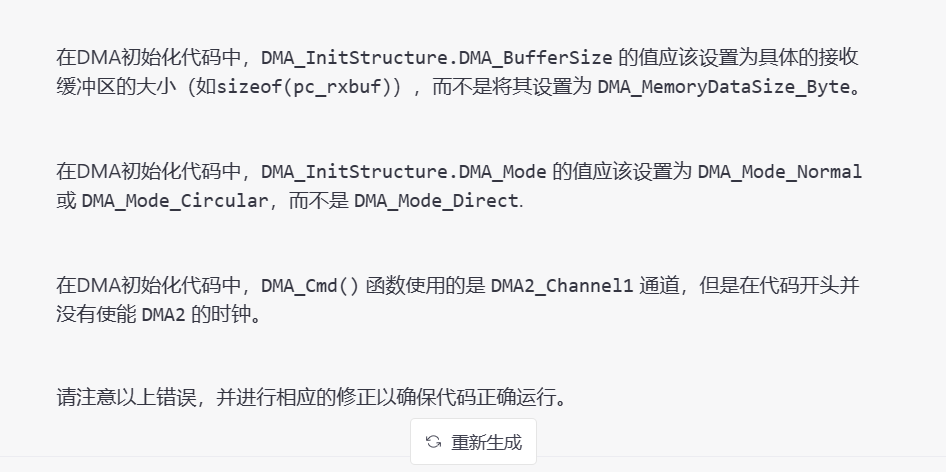 在DMA初始化代码中，DMA_InitStructure.DMA_BufferSize 的值应该设置为具体的接收
缓冲区的大小（如sizeof(pc_rxbuf)），而不是将其设置为 DMA_MemoryDataSize_Byte。
在DMA初始化代码中，DMA_InitStructure.DMA_Mode 的值应该设置为 DMA_Mode_Normal
或 DMA_Mode_Circular，而不是 DMA_Mode_Direct.
在DMA初始化代码中，DMA_Cmd() 函数使用的是 DMA2_Channel1 通道，但是在代码开头并
没有使能 DMA2 的时钟。
请注意以上错误，并进行相应的修正以确保代码正确运行。
重新生成